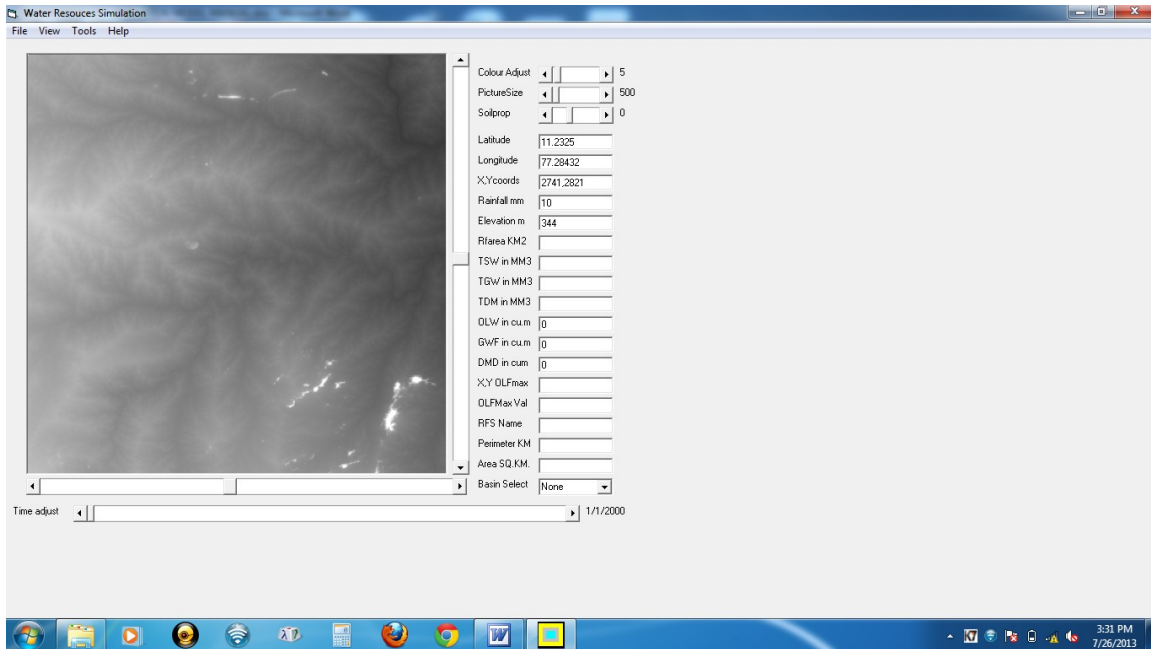 Water Resouces Simulation
File View Tools Help
Colour Adjust 5
PictureSize 500
Soilprop 0
Latitude 11.2325
Longitude 77.28432
X,Ycoords 2741,2821
Rainfall mm 10
Elevation m 344
Rfarea KM2
TSW in MM3
TGW in MM3
TDM in MM3
OLW in cu.m 0
GWF in cu.m 0
DMD in cum 0
X,Y OLFmax
OLFMax Val
RFS Name
Perimeter KM
Area SQ.KM.
Basin Select None
Time adjust 1/1/2000
3:31 PM
7/26/2013